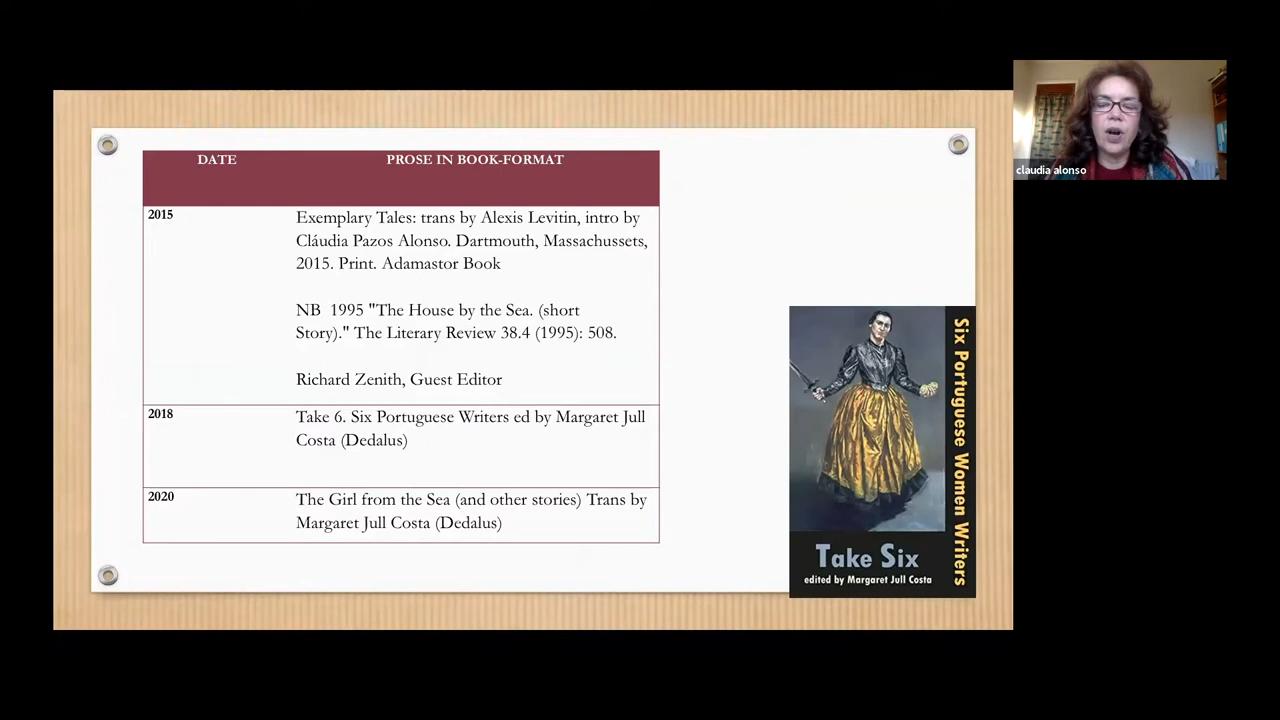 DATE
PROSE IN BOOK-FORMAT
2015
Exemplary Tales: trans by Alexis Levitin, intro by
Cláudia Pazos Alonso. Dartmouth, Massachussets,
2015. Print. Adamastor Book
NB 1995 "The House by the Sea. (short
Story)." The Literary Review 38.4 (1995): 508.
Richard Zenith, Guest Editor
2018
Take 6. Six Portuguese Writers ed by Margaret Jull
Costa (Dedalus)
2020
The Girl from the Sea (and other stories) Trans by
Margaret Jull Costa (Dedalus)
Six Portuguese Women Writers
Take Six
edited by Margaret Jull Costa
claudia alonso